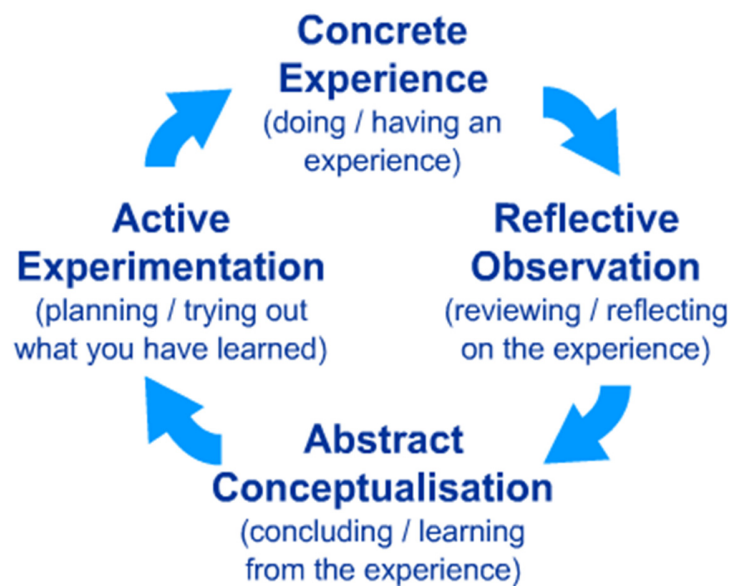 Concrete
Experience
(doing / having an
experience)
Reflective
Observation
(reviewing / reflecting
on the experience)
Abstract
Conceptualisation
(concluding / learning
from the experience)
Active
Experimentation
(planning / trying out
what you have learned)